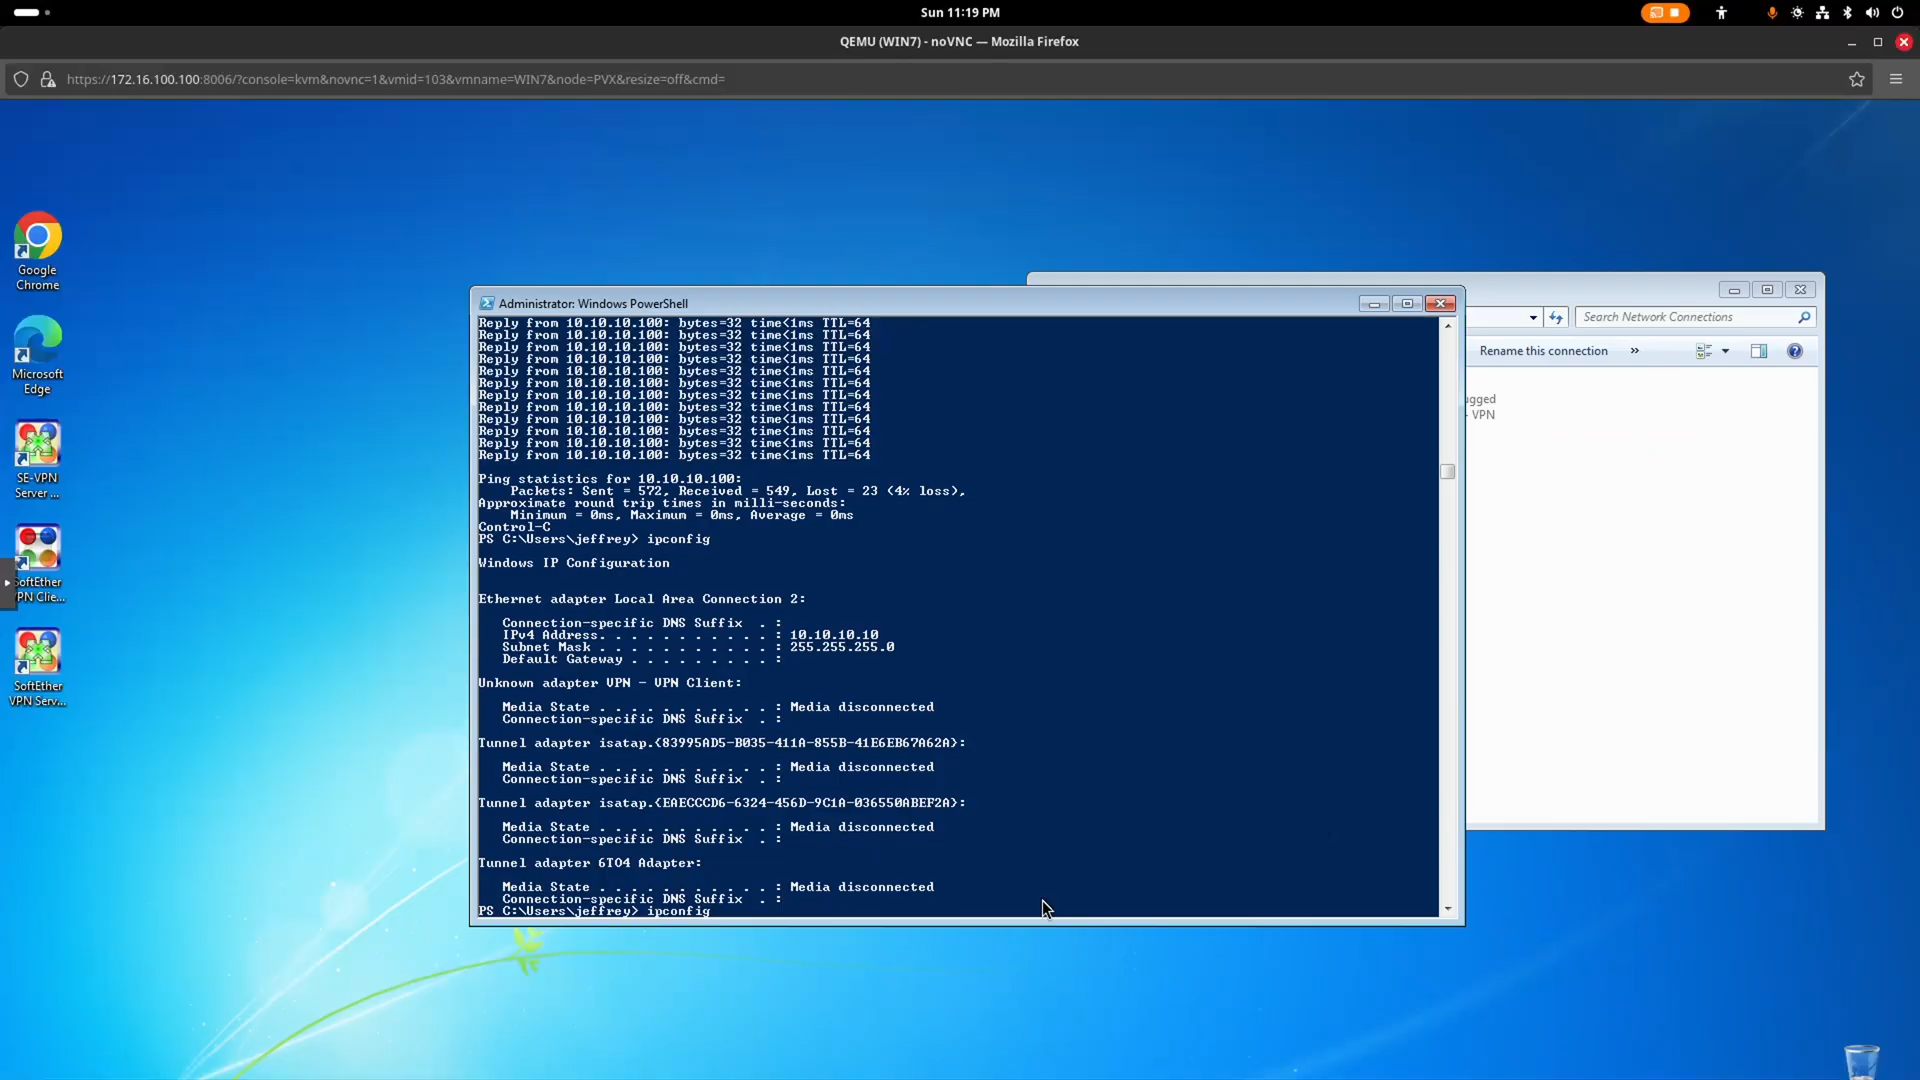 Sun 11:19 PM
QEMU (WIN7) - noVNC — Mozilla Firefox
https://172.16.100.100:8006/?console=kvm&novnc=1&vmid=103&vmname=WIN7&node=PVX&resize=off&cmd=
Google
Chrome
Microsoft
Edge
SE-VPN
Server ...
SoftEther
VPN Clie...
SoftEther
VPN Serv...
Search Network Connections
Rename this connection »
gged
VPN
Administrator: Windows PowerShell
Reply from 10.10.10.100: bytes=32 time<1ms TTL=64
Reply from 10.10.10.100: bytes=32 time<1ms TTL=64
Reply from 10.10.10.100: bytes=32 time<1ms TTL=64
Reply from 10.10.10.100: bytes=32 time<1ms TTL=64
Reply from 10.10.10.100: bytes=32 time<1ms TTL=64
Reply from 10.10.10.100: bytes=32 time<1ms TTL=64
Reply from 10.10.10.100: bytes=32 time<1ms TTL=64
Reply from 10.10.10.100: bytes=32 time<1ms TTL=64
Reply from 10.10.10.100: bytes=32 time<1ms TTL=64
Reply from 10.10.10.100: bytes=32 time<1ms TTL=64
Reply from 10.10.10.100: bytes=32 time<1ms TTL=64
Reply from 10.10.10.100: bytes=32 time<1ms TTL=64
Ping statistics for 10.10.10.100:
Packets: Sent = 572, Received = 549, Lost = 23 (4% loss),
Approximate round trip times in milli-seconds:
Minimum = 0ms, Maximum = 0ms, Average = 0ms
Control-C
PS C:\Users\jeffrey> ipconfig
Windows IP Configuration
Ethernet adapter Local Area Connection 2:
Connection-specific DNS Suffix . :
IPv4 Address. . . . . . . . . . . : 10.10.10.10
Subnet Mask . . . . . . . . . . . : 255.255.255.0
Default Gateway . . . . . . . . . :
Unknown adapter VPN - VPN Client:
Media State . . . . . . . . . . . : Media disconnected
Connection-specific DNS Suffix . :
Tunnel adapter isatap.{83995AD5-B035-411A-855B-41E6EB67A62A}:
Media State . . . . . . . . . . . : Media disconnected
Connection-specific DNS Suffix . :
Tunnel adapter isatap.{EAECCCD6-6324-456D-9C1A-036550ABEF2A}:
Media State . . . . . . . . . . . : Media disconnected
Connection-specific DNS Suffix . :
Tunnel adapter 6TO4 Adapter:
Media State . . . . . . . . . . . : Media disconnected
Connection-specific DNS Suffix . :
PS C:\Users\jeffrey> ipconfig